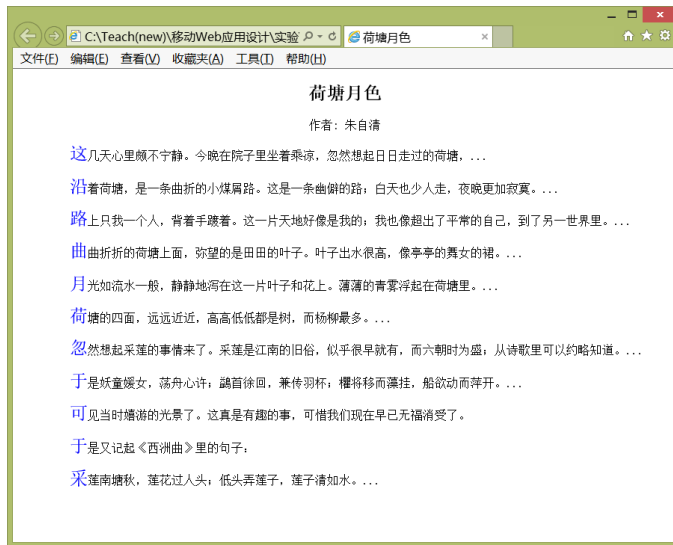 C:\Teach(new)\移动Web应用设计\实验
荷塘月色
文件(F) 编辑(E) 查看(V) 收藏夹(A) 工具(T) 帮助(H)
荷塘月色
作者：朱自清
这几天心里颇不宁静。今晚在院子里坐着乘凉，忽然想起日日走过的荷塘，...
沿着荷塘，是一条曲折的小煤屑路。这是一条幽僻的路；白天也少人走，夜晚更加寂寞。...
路上只我一个人，背着手踱着。这一片天地好像是我的；我也像超出了平常的自己，到了另一世界里。...
曲曲折折的荷塘上面，弥望的是田田的叶子。叶子出水很高，像亭亭的舞女的裙。...
月光如流水一般，静静地泻在这一片叶子和花上。薄薄的青雾浮起在荷塘里。...
荷塘的四面，远远近近，高高低低都是树，而杨柳最多。...
忽然想起采莲的事情来了。采莲是江南的旧俗，似乎很早就有，而六朝时为盛；从诗歌里可以约略知道。...
于是妖童媛女，荡舟心许；鷁首徐回，兼传羽杯；欋将移而藻挂，船欲动而萍开。...
可见当时嬉游的光景了。这真是有趣的事，可惜我们现在早已无福消受了。
于是又记起《西洲曲》里的句子：
采莲南塘秋，莲花过人头；低头弄莲子，莲子清如水。...